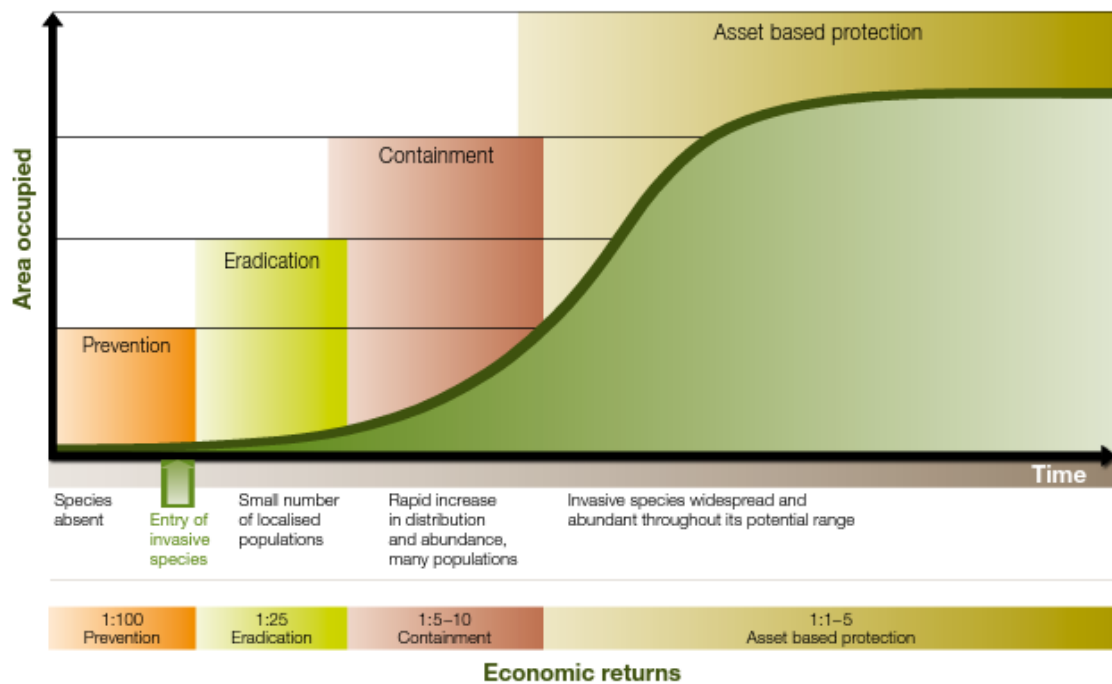 Asset based protection
Containment
Eradication
Prevention
Area occupied
Time
Species
absent
Entry of
invasive
species
Small number
of localised
populations
Rapid increase
in distribution
and abundance,
many populations
Invasive species widespread and
abundant throughout its potential range
1:100
Prevention
1:25
Eradication
1:5–10
Containment
1:1–5
Asset based protection
Economic returns